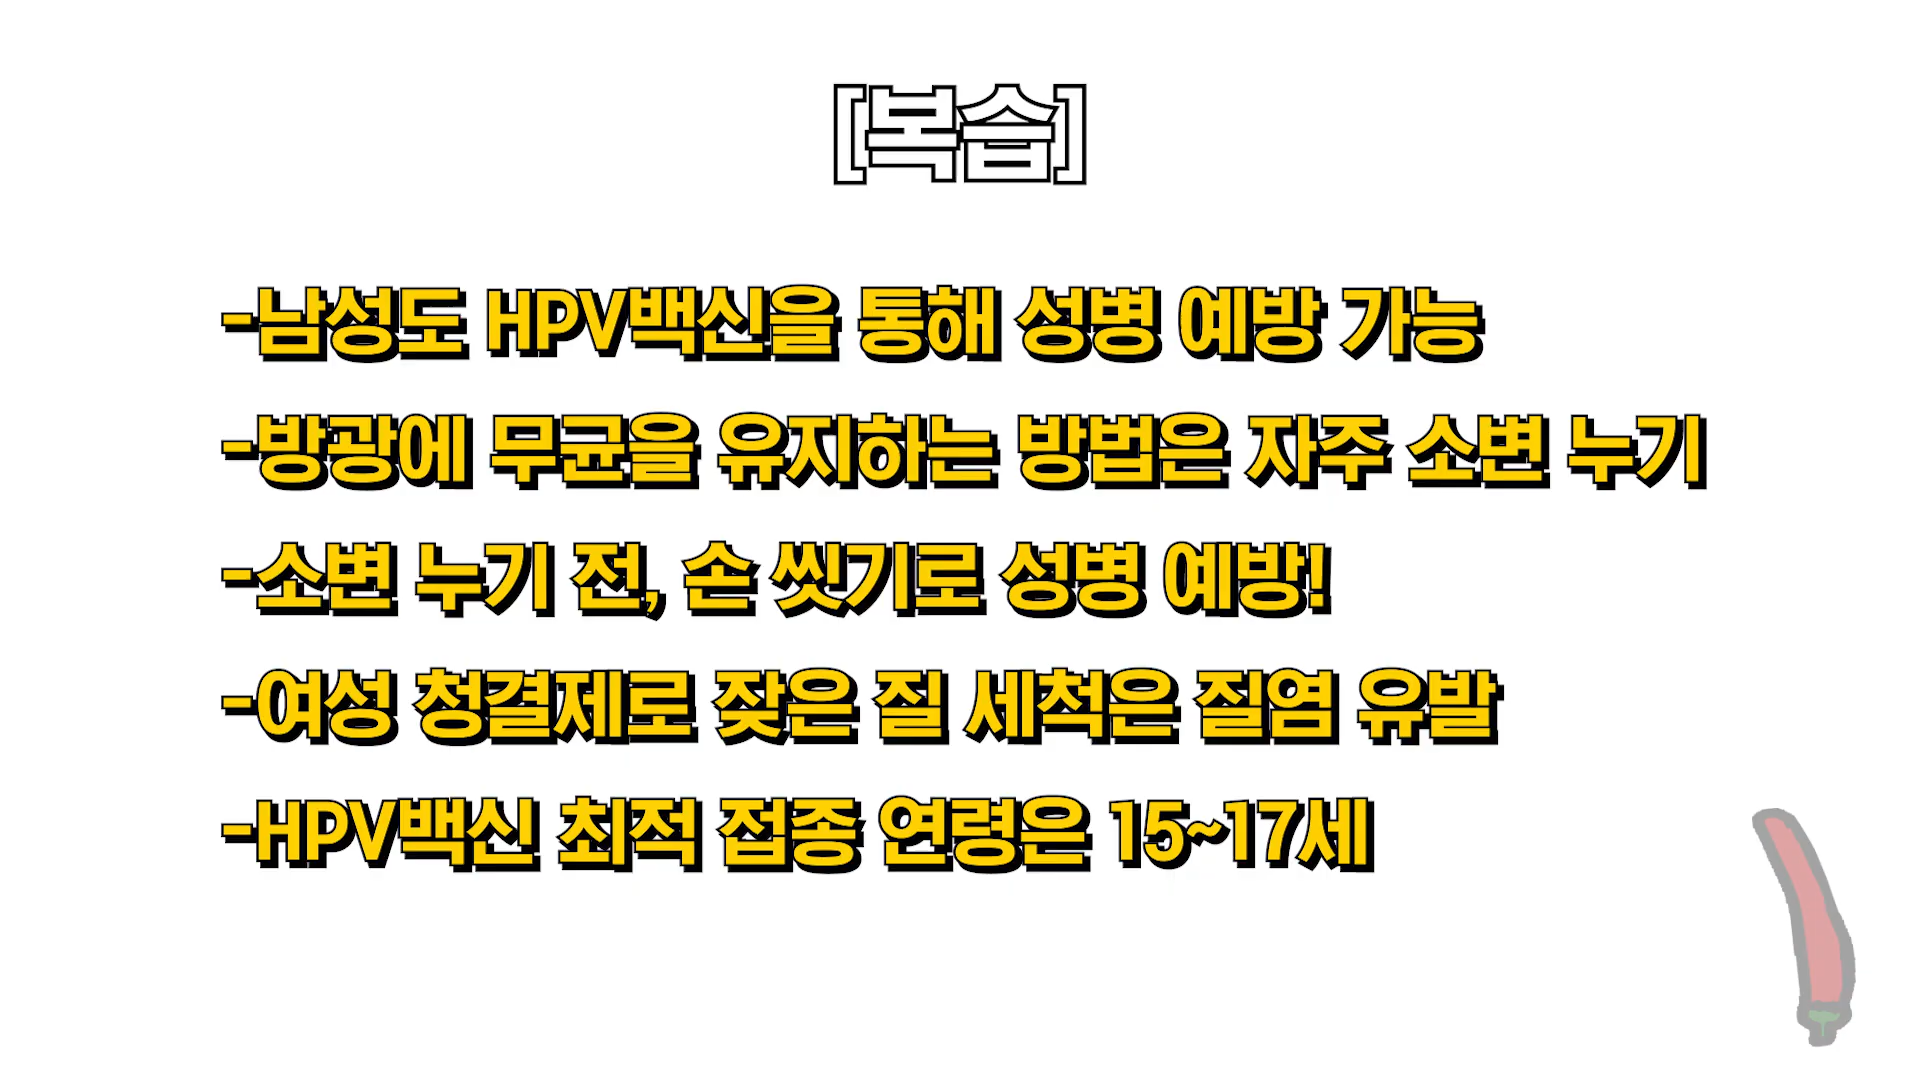 [복습]
-남성도 HPV백신을 통해 성병 예방 가능
-방광에 무균을 유지하는 방법은 자주 소변 누기
-소변 누기 전, 손 씻기로 성병 예방!
-여성 청결제로 잦은 질 세척은 질염 유발
-HPV백신 최적 접종 연령은 15~17세